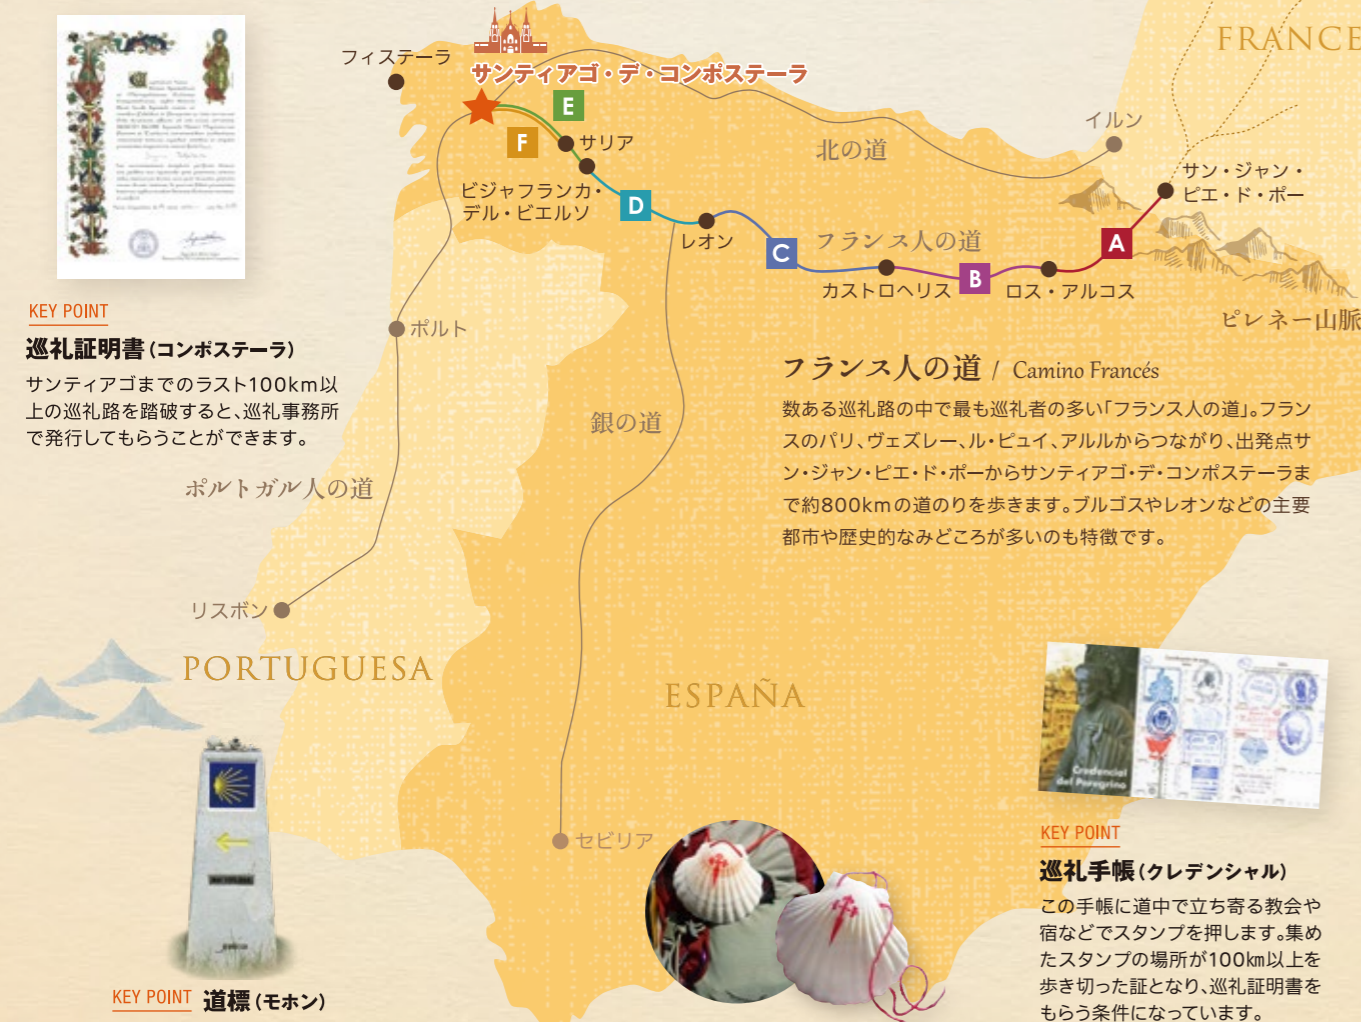 FRANCE
フィステーラ
サンティアゴ・デ・コンポステーラ
E
F
サリア
ビジャフランカ・
デル・ビエルソ
D
レオン
C
フランス人の道
カストロヘリス
B
ロス・アルコス
A
北の道
イルン
サン・ジャン・
ピエ・ド・ポー
ピレネー山脈
KEY POINT
巡礼証明書(コンポステーラ)
サンティアゴまでのラスト100km以
上の巡礼路を踏破すると、巡礼事務所
で発行してもらうことができます。
ポルト
ポルトガル人の道
銀の道
リスボン
PORTUGUESA
ESPAÑA
セビリア
フランス人の道 / Camino Francés
数ある巡礼路の中で最も巡礼者の多い「フランス人の道」。フラン
スのパリ、ヴェズレー、ル・ピュイ、アルルからつながり、出発点サ
ン・ジャン・ピエ・ド・ポーからサンティアゴ・デ・コンポステーラま
で約800kmの道のりを歩きます。ブルゴスやレオンなどの主要
都市や歴史的なみどころが多いのも特徴です。
KEY POINT 道標(モホン)
Credencial
del Peregrino
KEY POINT
巡礼手帳(クレデンシャル)
この手帳に道中で立ち寄る教会や
宿などでスタンプを押します。集め
たスタンプの場所が100km以上を
歩き切った証となり、巡礼証明書を
もらう条件になっています。